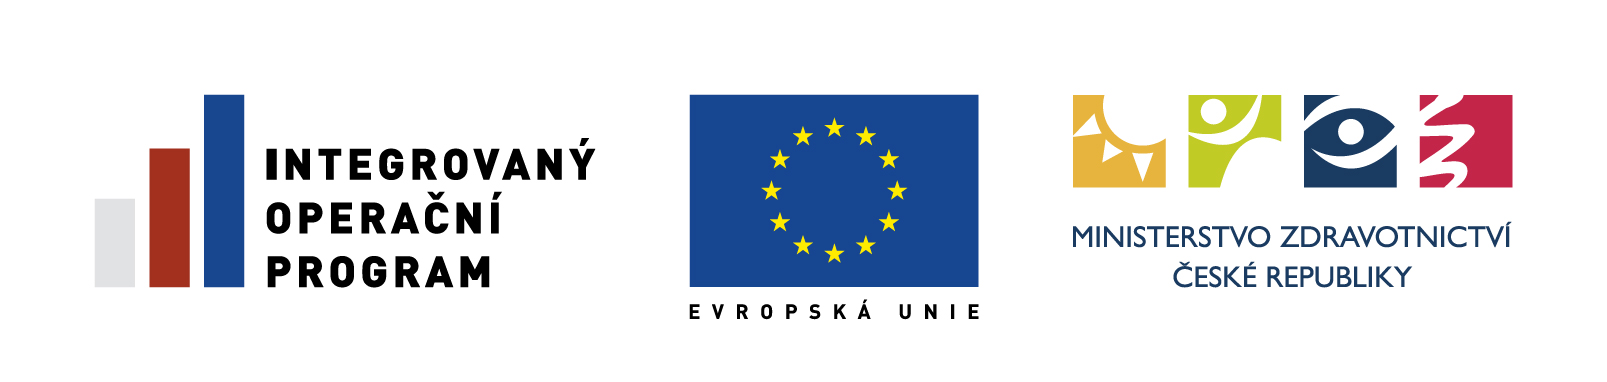 INTEGROVANÝ
OPERAČNÍ
PROGRAM
EVROPSKÁ UNIE
MINISTERSTVO ZDRAVOTNICTVÍ
ČESKÉ REPUBLIKY